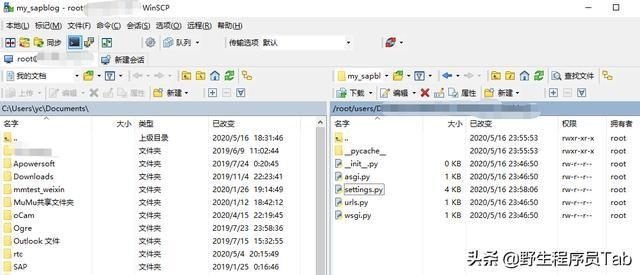 my_sapblog - root WinSCP
本地(L) 标记(M) 文件(F) 命令(C) 会话(S) 选项(O) 远程(R) 帮助(H)
队列 传输选项 默认
root@ 新建会话
我的文档
上传 编辑 属性 新建
C:\Users\yc\Documents\
名字 大小 类型 已改变
.. 上级目录 2020/5/16 18:31:46
文件夹 2019/6/9 11:02:44
Apowersoft 文件夹 2019/7/24 0:20:45
Downloads 文件夹 2020/4/15 23:11:05
mmtest_weixin 文件夹 2020/1/26 19:14:49
MuMu共享文件夹 文件夹 2020/1/22 12:18:42
oCam 文件夹 2020/4/15 22:19:45
Ogre 文件夹 2019/7/23 23:58:35
Outlook 文件 文件夹 2019/7/15 15:32:55
rtc 文件夹 2020/5/4 20:15:49
SAP 文件夹 2019/1/25 0:16:46
my_sapbl 查找文件
下载 编辑 属性 新建
/root/users/D
名字 大小 已改变 权限 拥有者
.. 2020/5/16 23:55:53 rwxr-xr-x root
__pycache__ 2020/5/16 23:55:53 rwxr-xr-x root
__init__.py 0 KB 2020/5/16 23:46:50 rw-r--r-- root
asgi.py 1 KB 2020/5/16 23:46:50 rw-r--r-- root
settings.py 4 KB 2020/5/16 23:58:06 rw-r--r-- root
urls.py 1 KB 2020/5/16 23:46:50 rw-r--r-- root
wsgi.py 1 KB 2020/5/16 23:46:50 rw-r--r-- root
头条 @野生程序员Tab